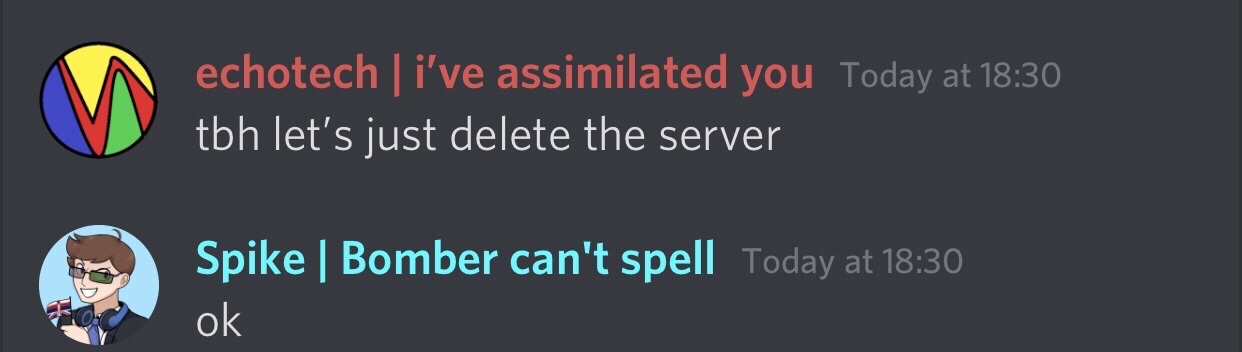 echotech | i’ve assimilated you Today at 18:30
tbh let’s just delete the server
Spike | Bomber can't spell Today at 18:30
ok